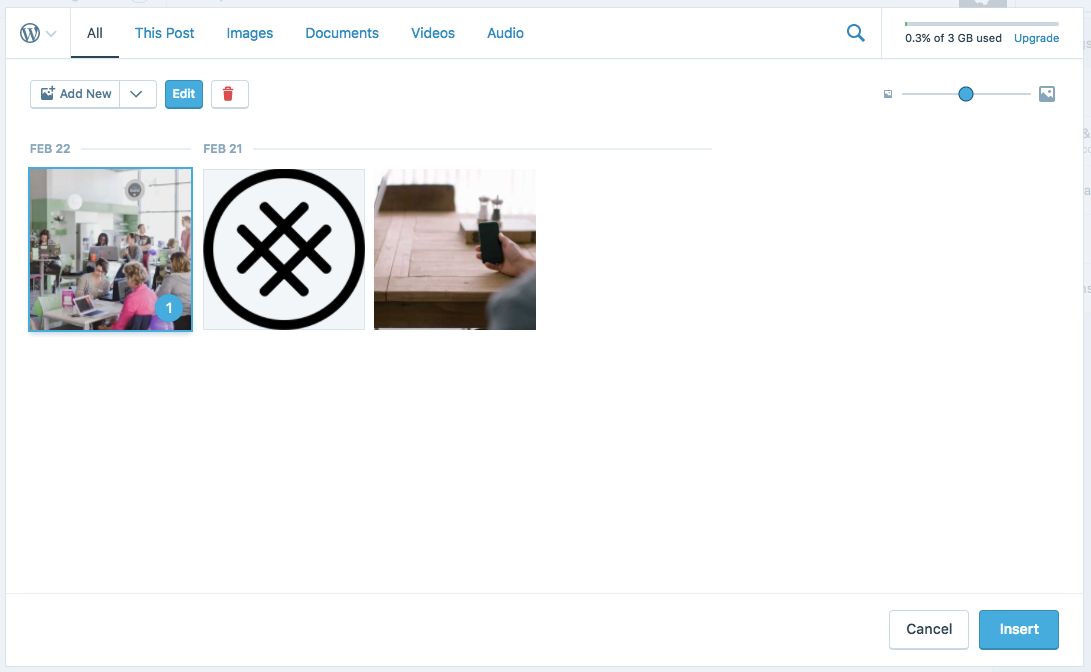 All
This Post
Images
Documents
Videos
Audio
0.3% of 3 GB used
Upgrade
Add New
Edit
FEB 22
FEB 21
1
Cancel
Insert